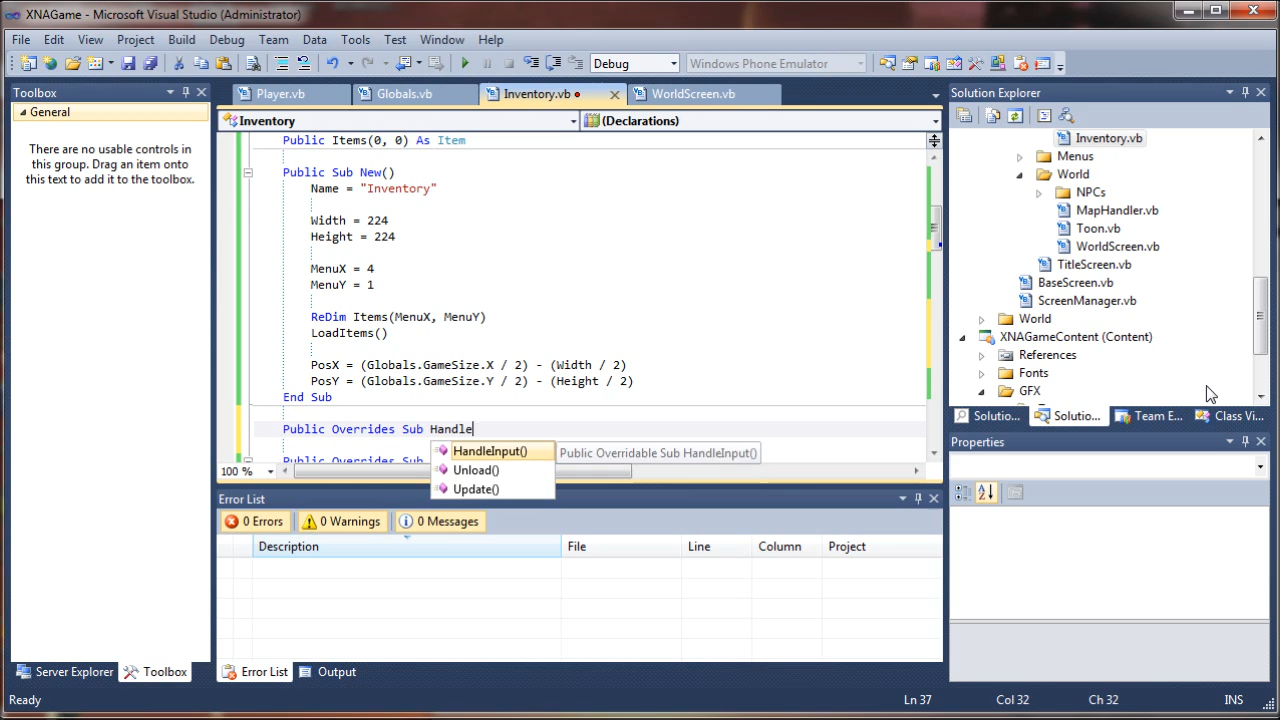 XNAGame - Microsoft Visual Studio (Administrator)
File Edit View Project Build Debug Team Data Tools Test Window Help
Debug Windows Phone Emulator
Toolbox
General
There are no usable controls in
this group. Drag an item onto
this text to add it to the toolbox.
Server Explorer Toolbox
Player.vb Globals.vb Inventory.vb WorldScreen.vb
Inventory (Declarations)
Public Items(0, 0) As Item
Public Sub New()
Name = "Inventory"
Width = 224
Height = 224
MenuX = 4
MenuY = 1
ReDim Items(MenuX, MenuY)
LoadItems()
PosX = (Globals.GameSize.X / 2) - (Width / 2)
PosY = (Globals.GameSize.Y / 2) - (Height / 2)
End Sub
Public Overrides Sub Handle
HandleInput() Public Overridable Sub HandleInput()
Unload()
Update()
100 %
Error List
0 Errors 0 Warnings 0 Messages
Description File Line Column Project
Error List Output
Solution Explorer
Inventory.vb
Menus
World
NPCs
MapHandler.vb
Toon.vb
WorldScreen.vb
TitleScreen.vb
BaseScreen.vb
ScreenManager.vb
World
XNAGameContent (Content)
References
Fonts
GFX
Solutio... Solutio... Team E... Class Vi...
Properties
Ready Ln 37 Col 32 Ch 32 INS